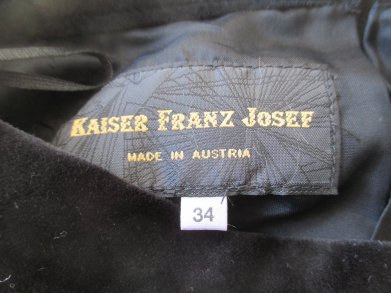 KAISER FRANZ JOSEF
MADE IN AUSTRIA
34